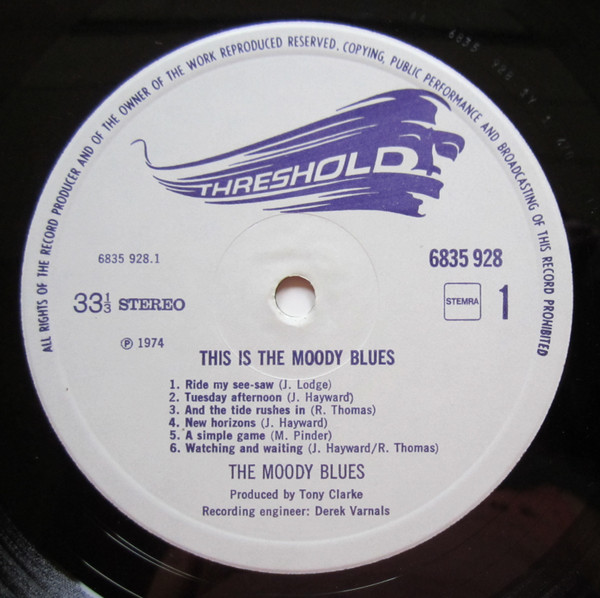 ALL RIGHTS OF THE RECORD PRODUCER AND OF THE OWNER OF THE WORK REPRODUCED RESERVED. COPYING, PUBLIC PERFORMANCE AND BROADCASTING OF THIS RECORD PROHIBITED
THRESHOLD
6835 928.1
6835 928
33⅓ STEREO
STEMRA
1
℗ 1974
THIS IS THE MOODY BLUES
1. Ride my see-saw (J. Lodge)
2. Tuesday afternoon (J. Hayward)
3. And the tide rushes in (R. Thomas)
4. New horizons (J. Hayward)
5. A simple game (M. Pinder)
6. Watching and waiting (J. Hayward/R. Thomas)
THE MOODY BLUES
Produced by Tony Clarke
Recording engineer: Derek Varnals
6835 928